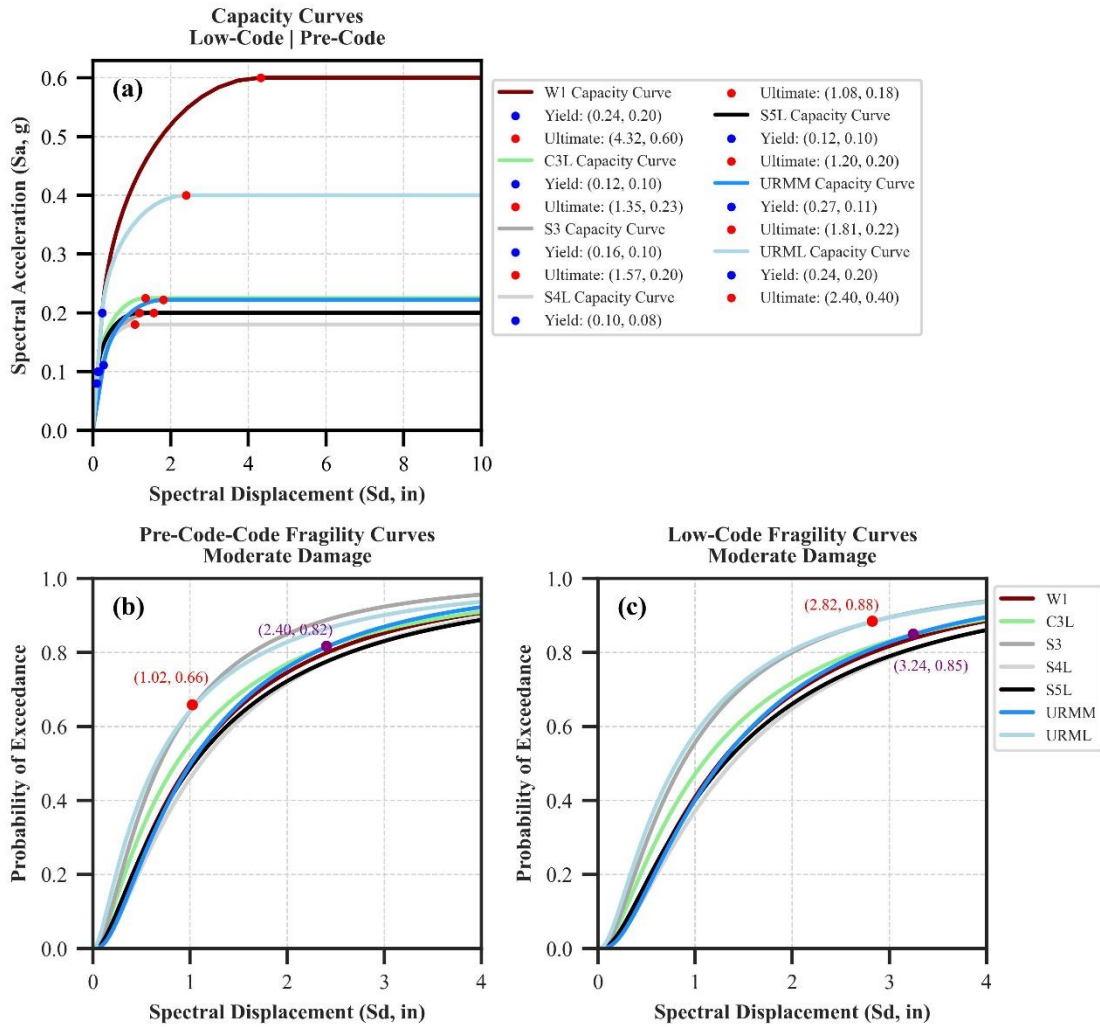 Capacity Curves
Low-Code | Pre-Code
(a)
Spectral Acceleration (Sa, g)
0.6
0.5
0.4
0.3
0.2
0.1
0.0
0 2 4 6 8 10
Spectral Displacement (Sd, in)
W1 Capacity Curve
Yield: (0.24, 0.20)
Ultimate: (4.32, 0.60)
C3L Capacity Curve
Yield: (0.12, 0.10)
Ultimate: (1.35, 0.23)
S3 Capacity Curve
Yield: (0.16, 0.10)
Ultimate: (1.57, 0.20)
S4L Capacity Curve
Yield: (0.10, 0.08)
Ultimate: (1.08, 0.18)
S5L Capacity Curve
Yield: (0.12, 0.10)
Ultimate: (1.20, 0.20)
URMM Capacity Curve
Yield: (0.27, 0.11)
Ultimate: (1.81, 0.22)
URML Capacity Curve
Yield: (0.24, 0.20)
Ultimate: (2.40, 0.40)
Pre-Code-Code Fragility Curves
Moderate Damage
(b)
Probability of Exceedance
1.0
0.8
0.6
0.4
0.2
0.0
(2.40, 0.82)
(1.02, 0.66)
0 1 2 3 4
Spectral Displacement (Sd, in)
Low-Code Fragility Curves
Moderate Damage
(c)
Probability of Exceedance
1.0
0.8
0.6
0.4
0.2
0.0
(2.82, 0.88)
(3.24, 0.85)
0 1 2 3 4
Spectral Displacement (Sd, in)
W1
C3L
S3
S4L
S5L
URMM
URML